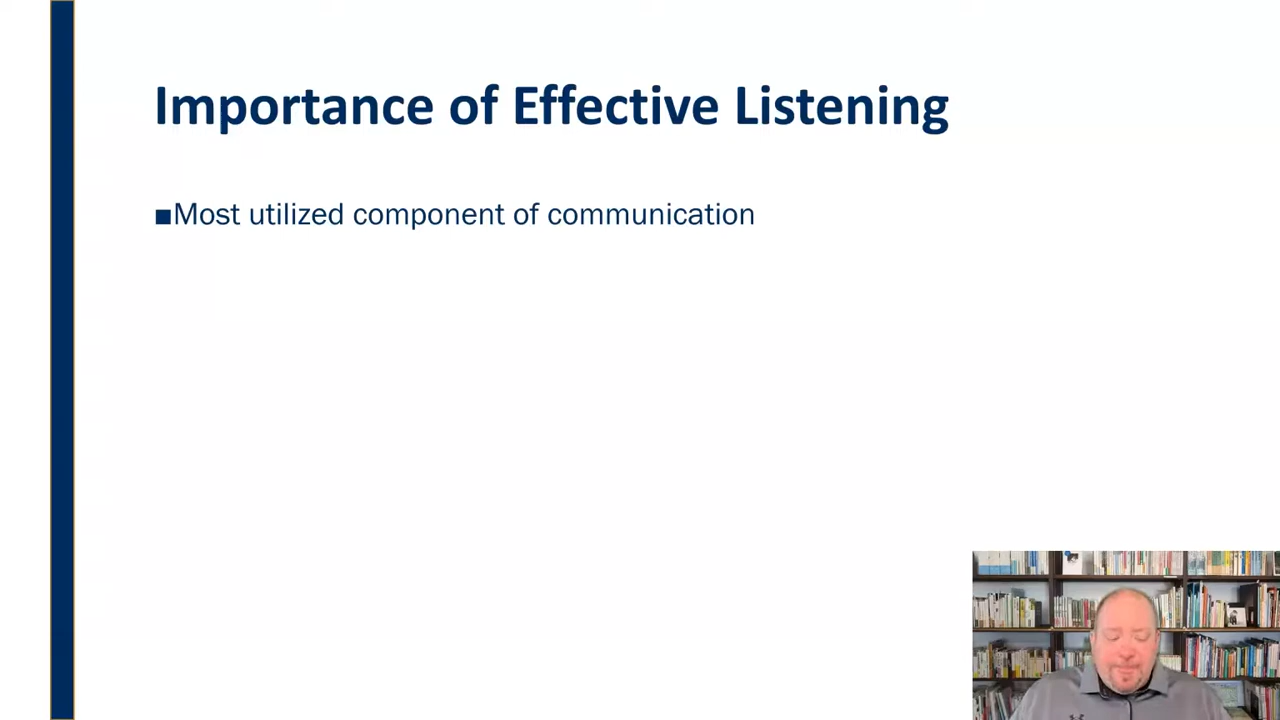 Importance of Effective Listening
■Most utilized component of communication